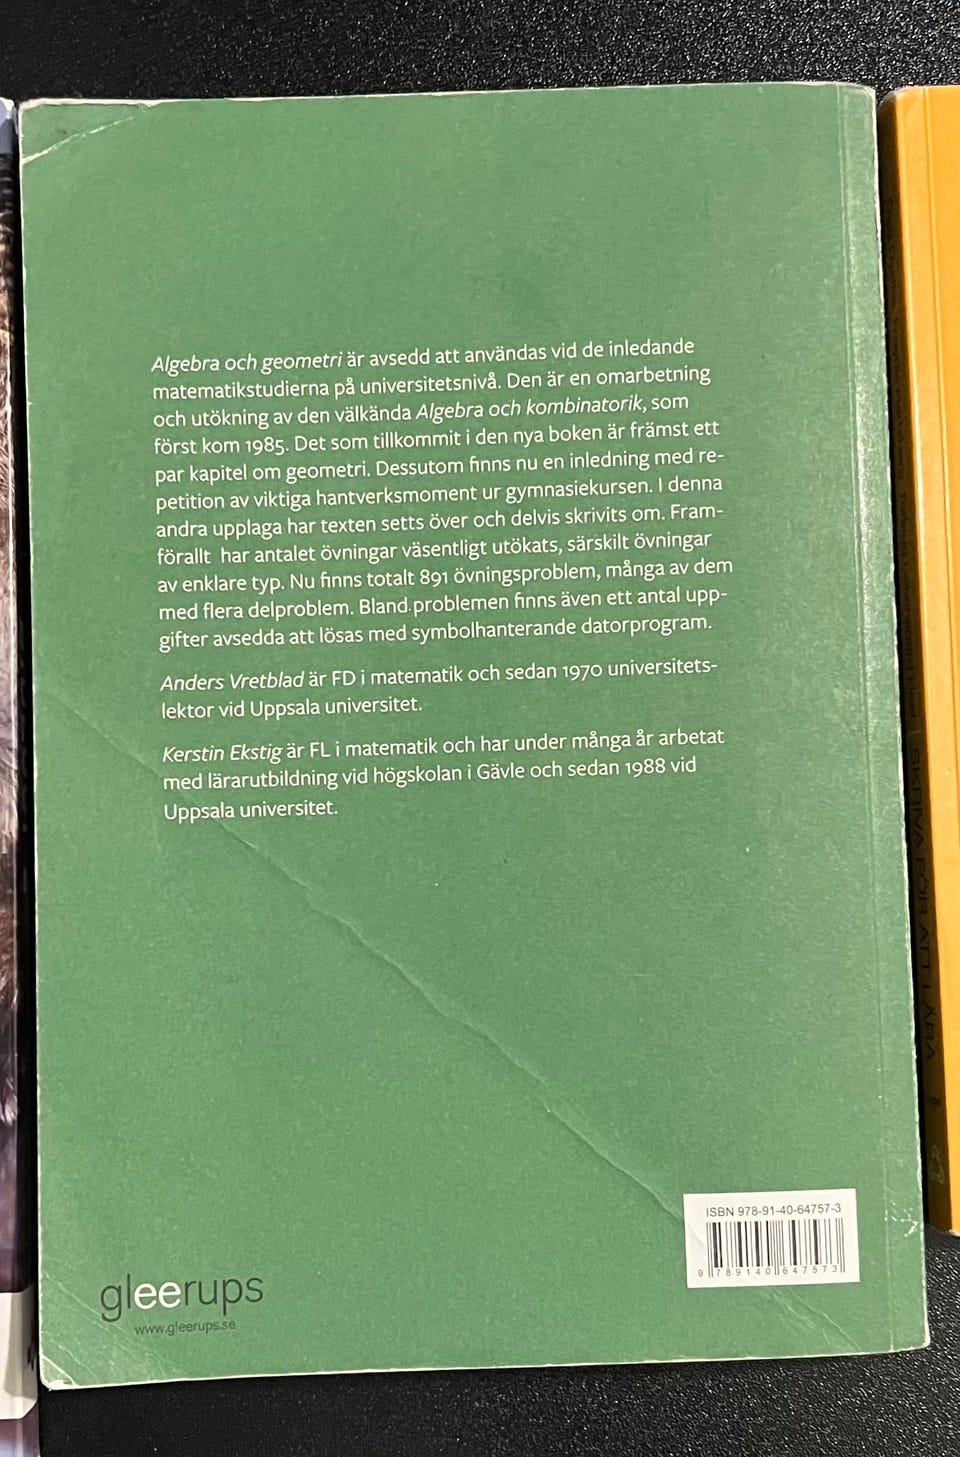 Algebra och geometri är avsedd att användas vid de inledande
matematikstudierna på universitetsnivå. Den är en omarbetning
och utökning av den välkända Algebra och kombinatorik, som
först kom 1985. Det som tillkommit i den nya boken är främst ett
par kapitel om geometri. Dessutom finns nu en inledning med re-
petition av viktiga hantverksmoment ur gymnasiekursen. I denna
andra upplaga har texten setts över och delvis skrivits om. Fram-
förallt har antalet övningar väsentligt utökats, särskilt övningar
av enklare typ. Nu finns totalt 891 övningsproblem, många av dem
med flera delproblem. Bland problemen finns även ett antal upp-
gifter avsedda att lösas med symbolhanterande datorprogram.
Anders Vretblad är FD i matematik och sedan 1970 universitets-
lektor vid Uppsala universitet.
Kerstin Ekstig är FL i matematik och har under många år arbetat
med lärarutbildning vid högskolan i Gävle och sedan 1988 vid
Uppsala universitet.
ISBN 978-91-40-64757-3
9 789140 647573
gleerups
www.gleerups.se
SKRIVA FÖR ATT LÄRA